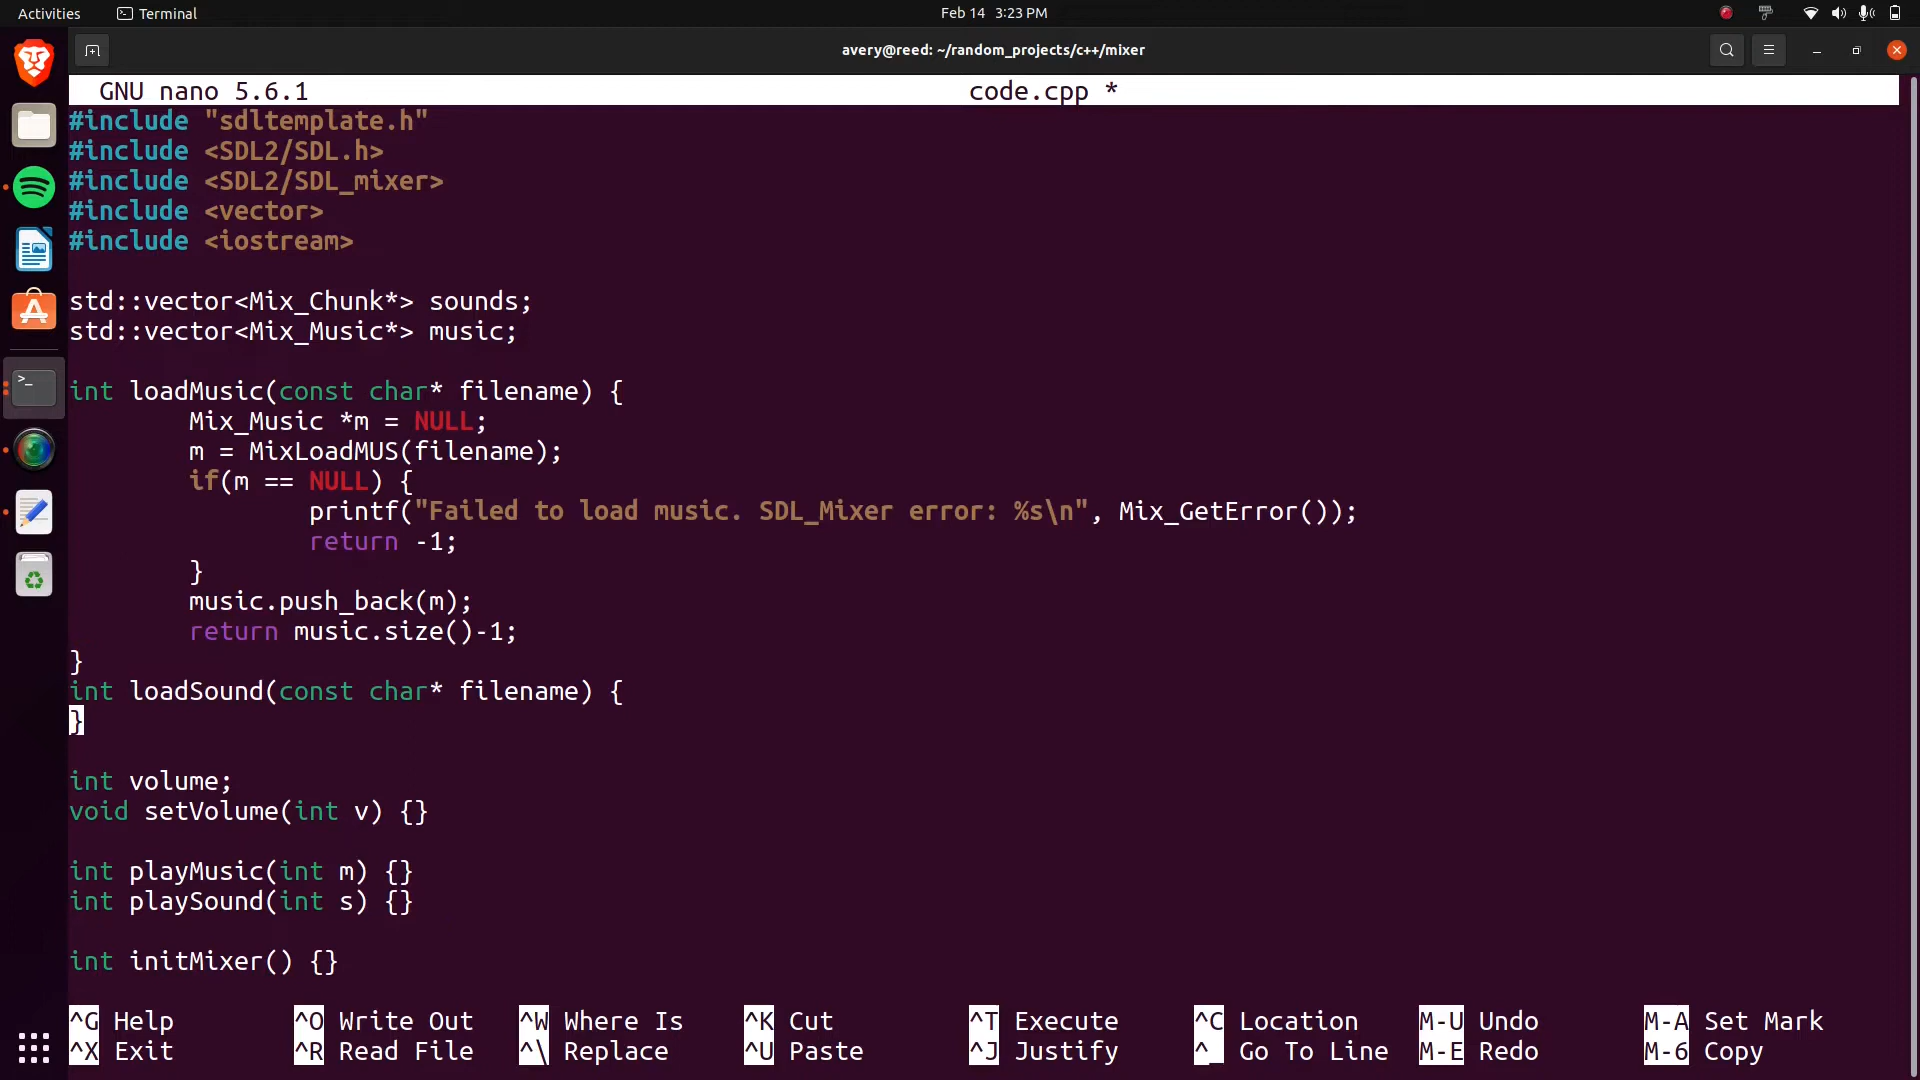 Activities Terminal Feb 14 3:23 PM
avery@reed: ~/random_projects/c++/mixer
GNU nano 5.6.1 code.cpp *
#include "sdltemplate.h"
#include <SDL2/SDL.h>
#include <SDL2/SDL_mixer>
#include <vector>
#include <iostream>
std::vector<Mix_Chunk*> sounds;
std::vector<Mix_Music*> music;
int loadMusic(const char* filename) {
        Mix_Music *m = NULL;
        m = MixLoadMUS(filename);
        if(m == NULL) {
                printf("Failed to load music. SDL_Mixer error: %s\n", Mix_GetError());
                return -1;
        }
        music.push_back(m);
        return music.size()-1;
}
int loadSound(const char* filename) {
}
int volume;
void setVolume(int v) {}
int playMusic(int m) {}
int playSound(int s) {}
int initMixer() {}
^G Help ^O Write Out ^W Where Is ^K Cut ^T Execute ^C Location M-U Undo M-A Set Mark
^X Exit ^R Read File ^\ Replace ^U Paste ^J Justify ^_ Go To Line M-E Redo M-6 Copy